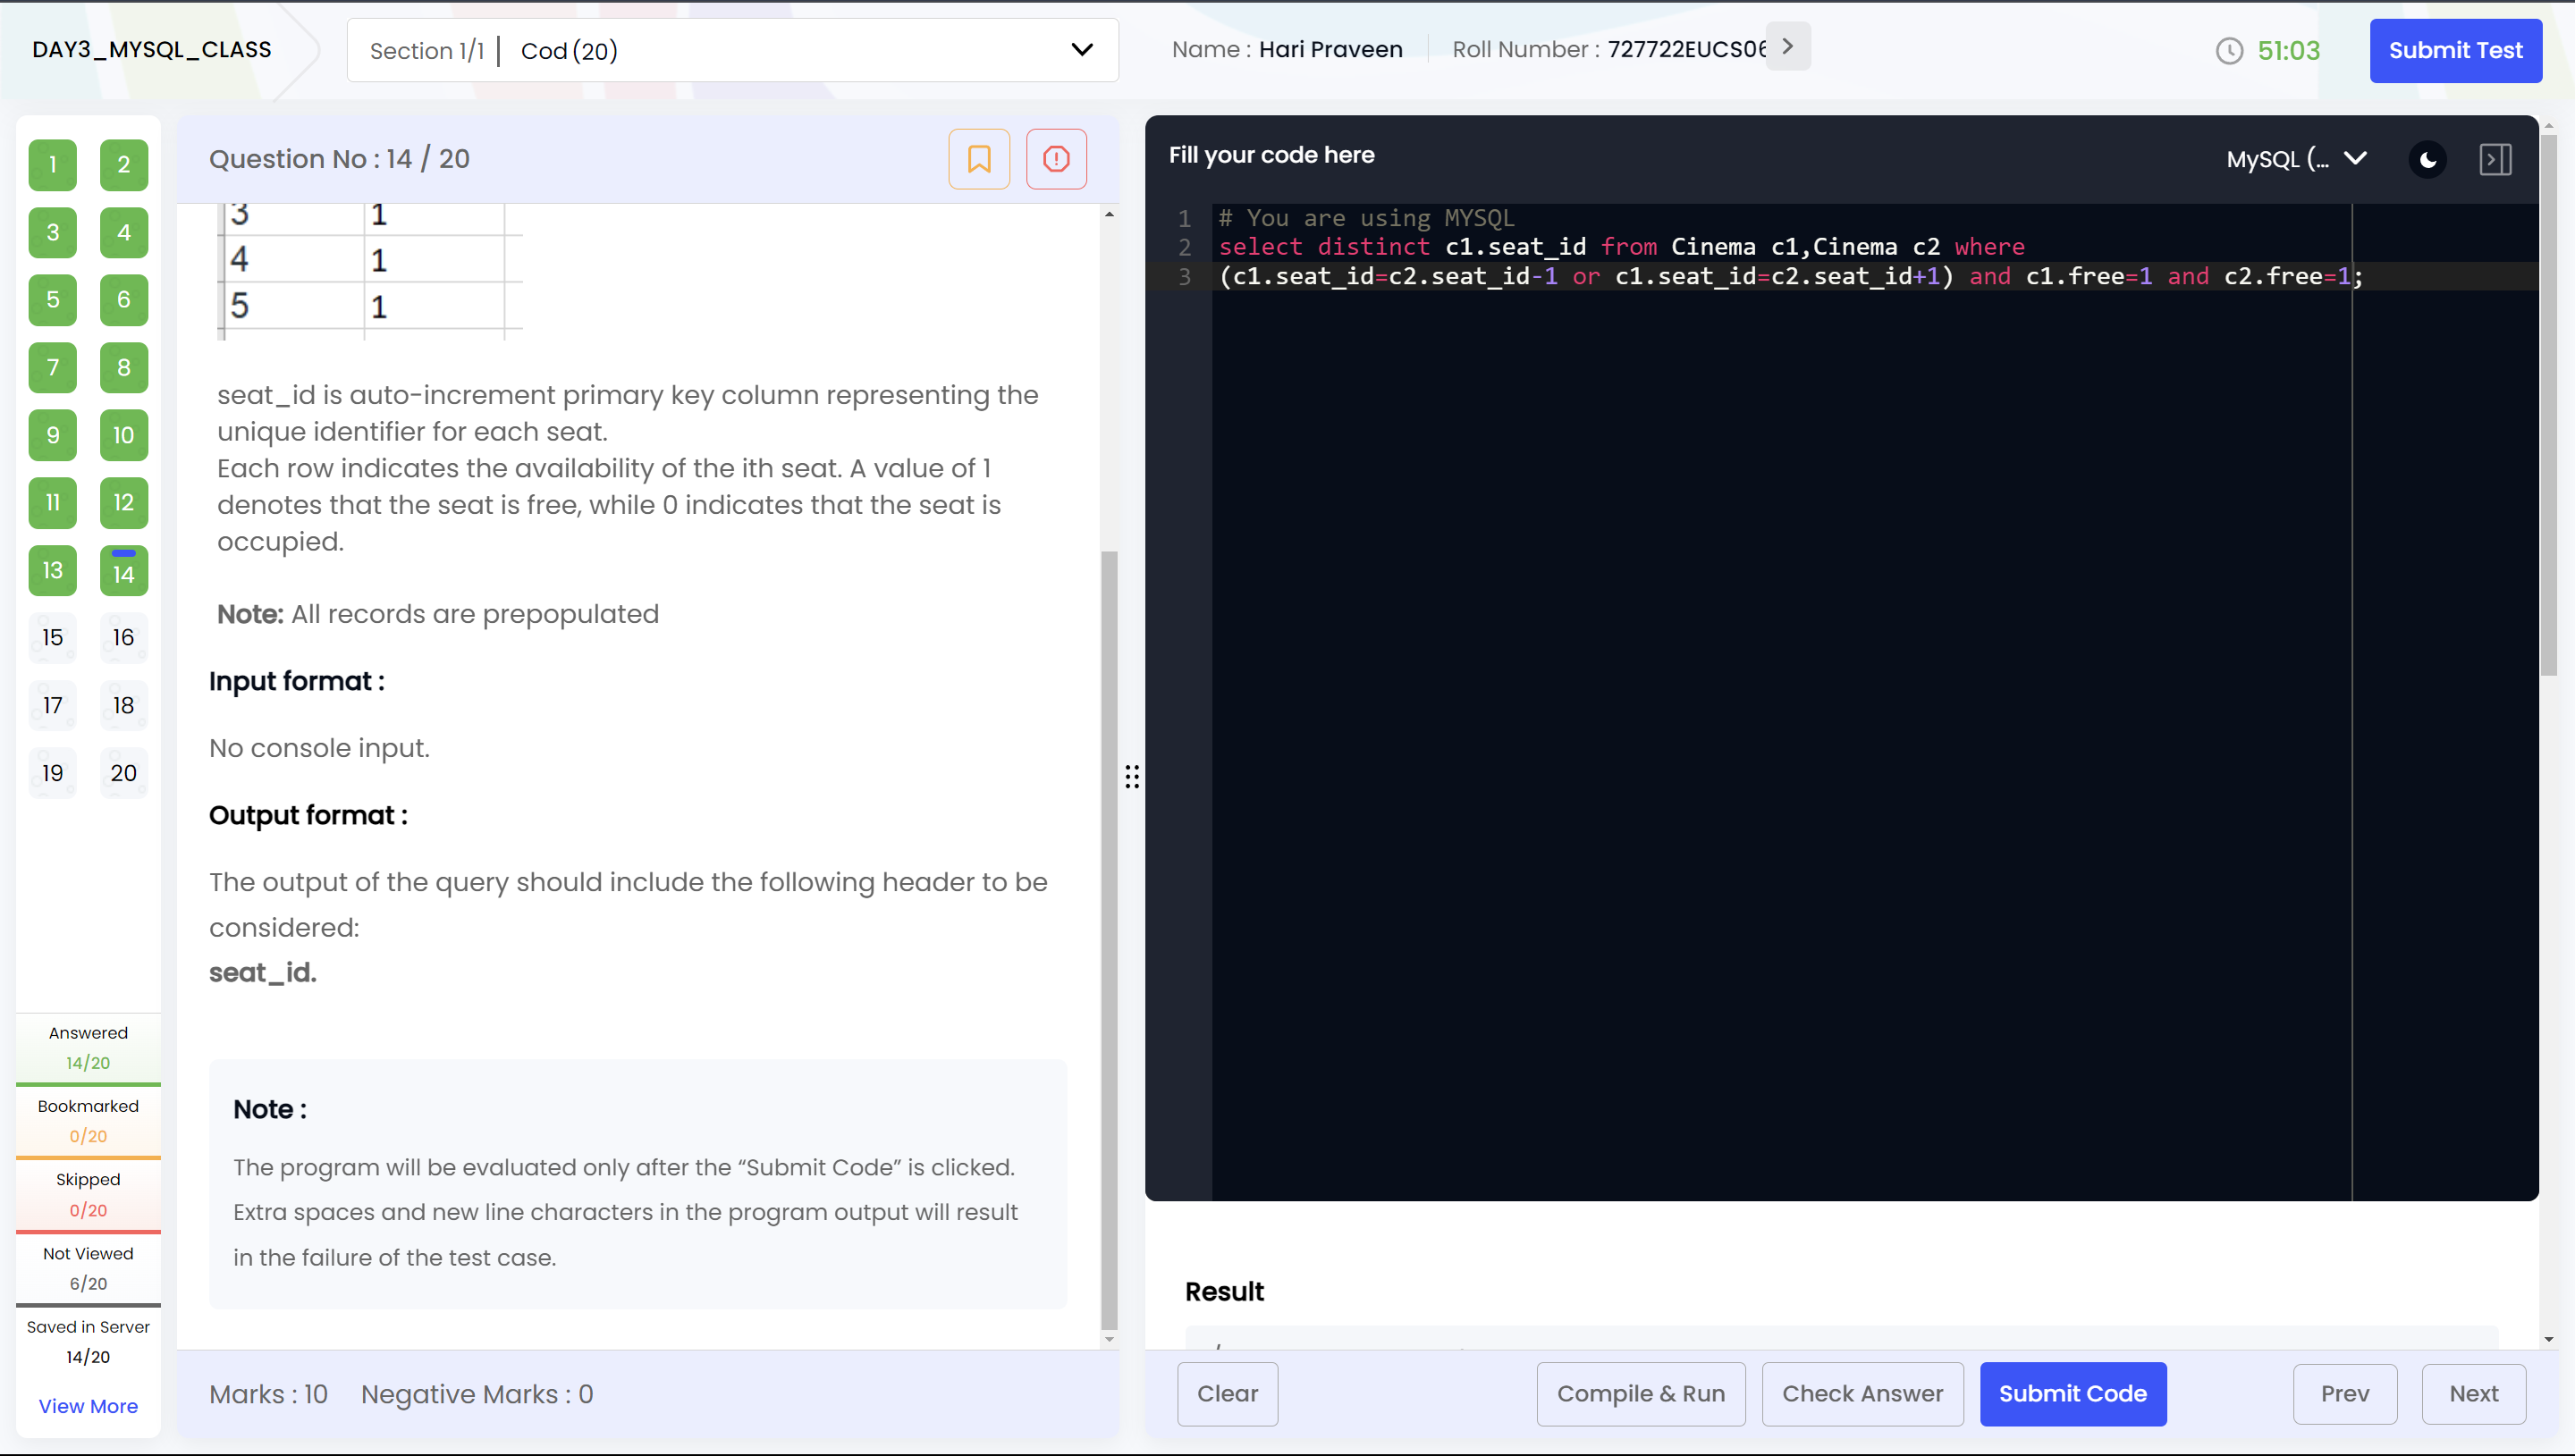 DAY3_MYSQL_CLASS
Section 1/1 | Cod (20)
Name : Hari Praveen
Roll Number : 727722EUCS06
51:03
Submit Test
1 2
3 4
5 6
7 8
9 10
11 12
13 14
15 16
17 18
19 20
Answered
14/20
Bookmarked
0/20
Skipped
0/20
Not Viewed
6/20
Saved in Server
14/20
View More
Question No : 14 / 20
3 1
4 1
5 1
seat_id is auto-increment primary key column representing the
unique identifier for each seat.
Each row indicates the availability of the ith seat. A value of 1
denotes that the seat is free, while 0 indicates that the seat is
occupied.
Note: All records are prepopulated
Input format :
No console input.
Output format :
The output of the query should include the following header to be
considered:
seat_id.
Note :
The program will be evaluated only after the “Submit Code” is clicked.
Extra spaces and new line characters in the program output will result
in the failure of the test case.
Marks : 10 Negative Marks : 0
Fill your code here
MySQL (...
1 # You are using MYSQL
2 select distinct c1.seat_id from Cinema c1,Cinema c2 where
3 (c1.seat_id=c2.seat_id-1 or c1.seat_id=c2.seat_id+1) and c1.free=1 and c2.free=1;
Result
Clear
Compile & Run
Check Answer
Submit Code
Prev
Next